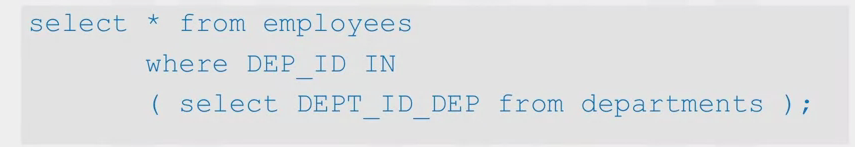 select * from employees
where DEP_ID IN
( select DEPT_ID_DEP from departments );